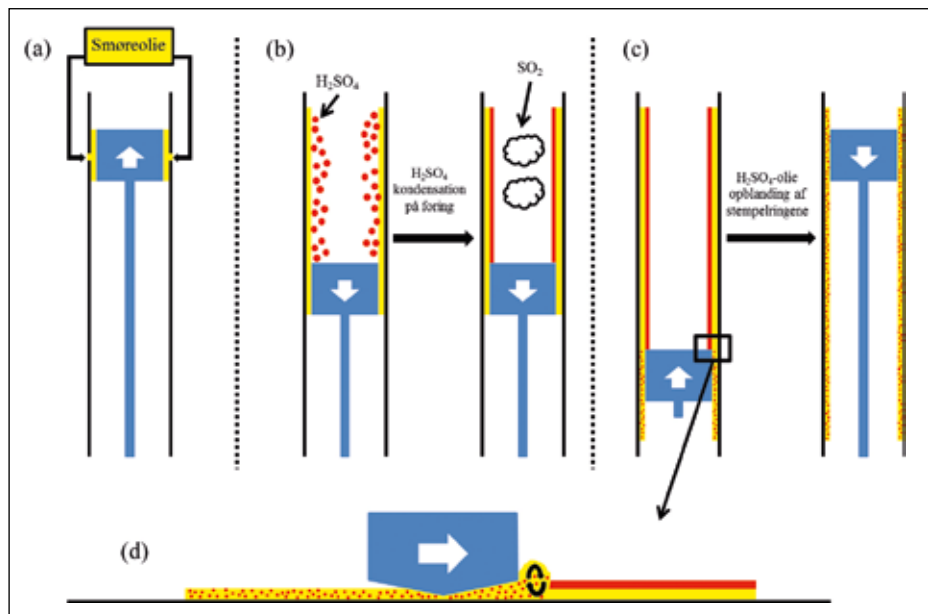 (a)
Smøreolie
(b)
H₂SO₄
H₂SO₄
kondensation
på foring
SO₂
(c)
H₂SO₄-olie
opblanding af
stempelringene
(d)